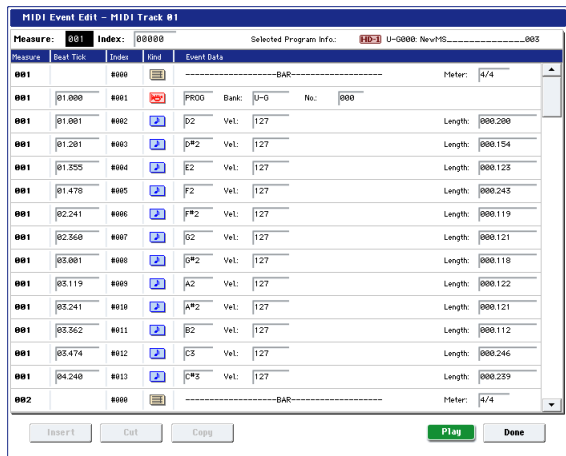 MIDI Event Edit - MIDI Track 01
Measure: 001 Index: 00000 Selected Program Info.: HD-1 U-G000: NewMS_______________003
Measure Beat Tick Index Kind Event Data
001 #000 --------------------BAR-------------------- Meter: 4/4
001 01.000 #001 PROG Bank: U-G No.: 000
001 01.001 #002 D2 Vel: 127 Length: 000.200
001 01.201 #003 D#2 Vel: 127 Length: 000.154
001 01.355 #004 E2 Vel: 127 Length: 000.123
001 01.478 #005 F2 Vel: 127 Length: 000.243
001 02.241 #006 F#2 Vel: 127 Length: 000.119
001 02.360 #007 G2 Vel: 127 Length: 000.121
001 03.001 #008 G#2 Vel: 127 Length: 000.118
001 03.119 #009 A2 Vel: 127 Length: 000.122
001 03.241 #010 A#2 Vel: 127 Length: 000.121
001 03.362 #011 B2 Vel: 127 Length: 000.112
001 03.474 #012 C3 Vel: 127 Length: 000.246
001 04.240 #013 C#3 Vel: 127 Length: 000.239
002 #000 --------------------BAR-------------------- Meter: 4/4
Insert Cut Copy Play Done